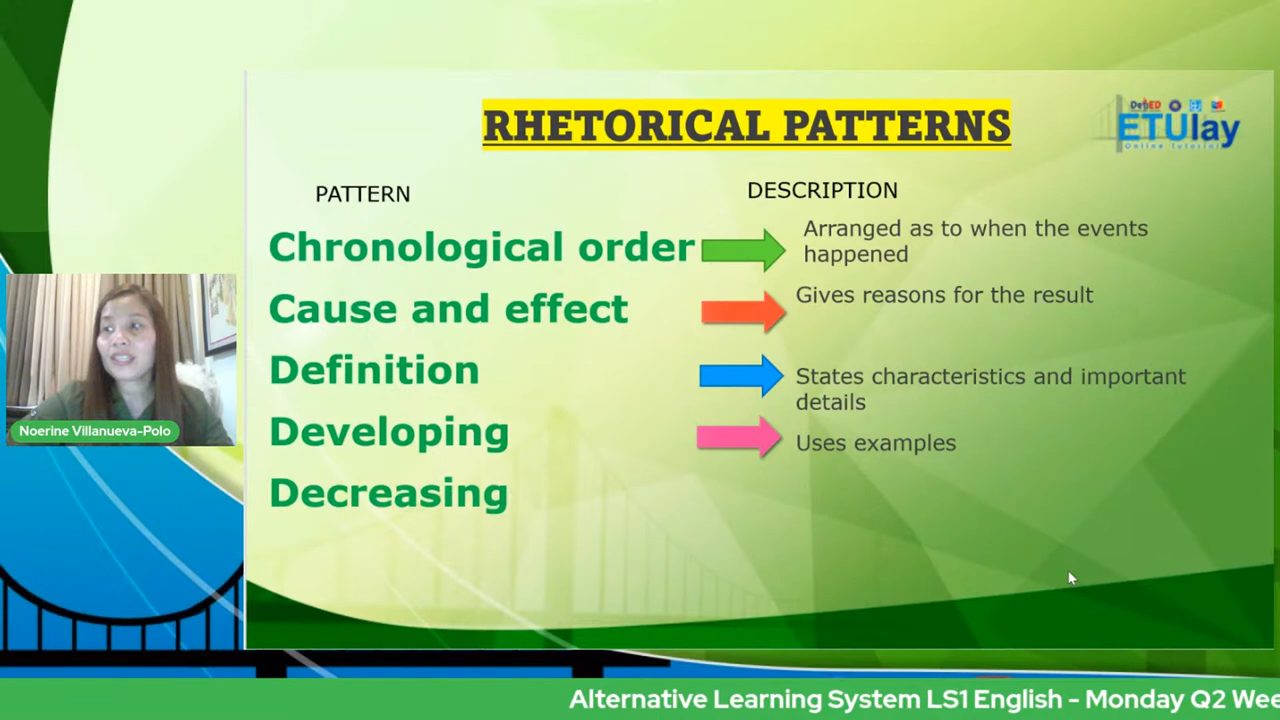 RHETORICAL PATTERNS
DepED
ETUlay
Online Tutorial
PATTERN
DESCRIPTION
Chronological order
Arranged as to when the events
happened
Cause and effect
Gives reasons for the result
Definition
States characteristics and important
details
Developing
Uses examples
Decreasing
Noerine Villanueva-Polo
Alternative Learning System LS1 English - Monday Q2 Wee